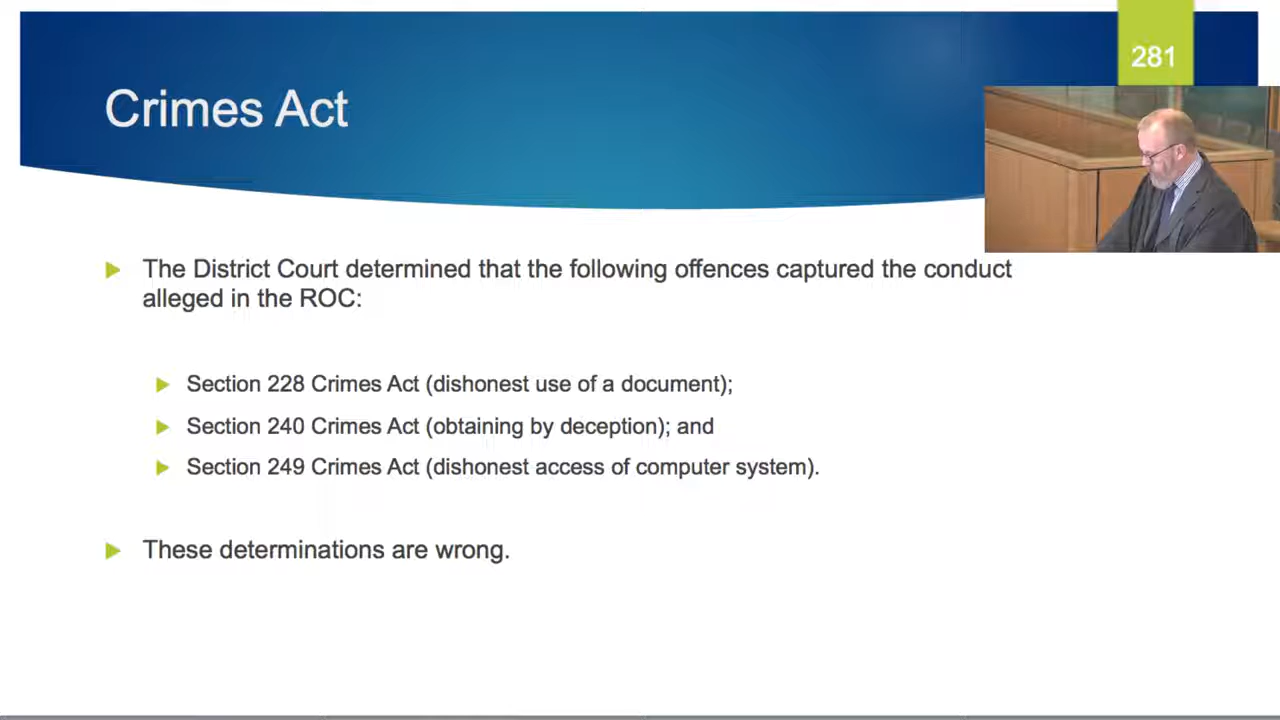 281
Crimes Act
The District Court determined that the following offences captured the conduct
alleged in the ROC:
Section 228 Crimes Act (dishonest use of a document);
Section 240 Crimes Act (obtaining by deception); and
Section 249 Crimes Act (dishonest access of computer system).
These determinations are wrong.